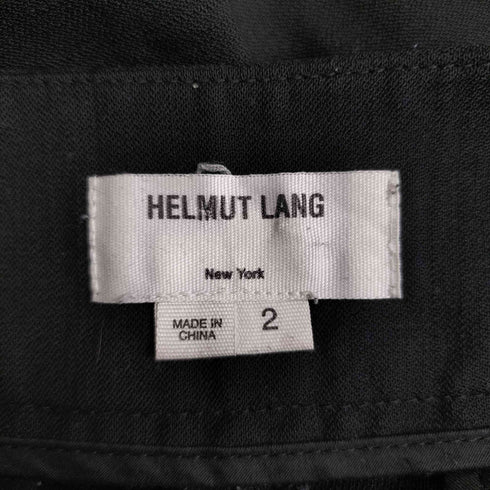 HELMUT LANG
New York
MADE IN
CHINA
2